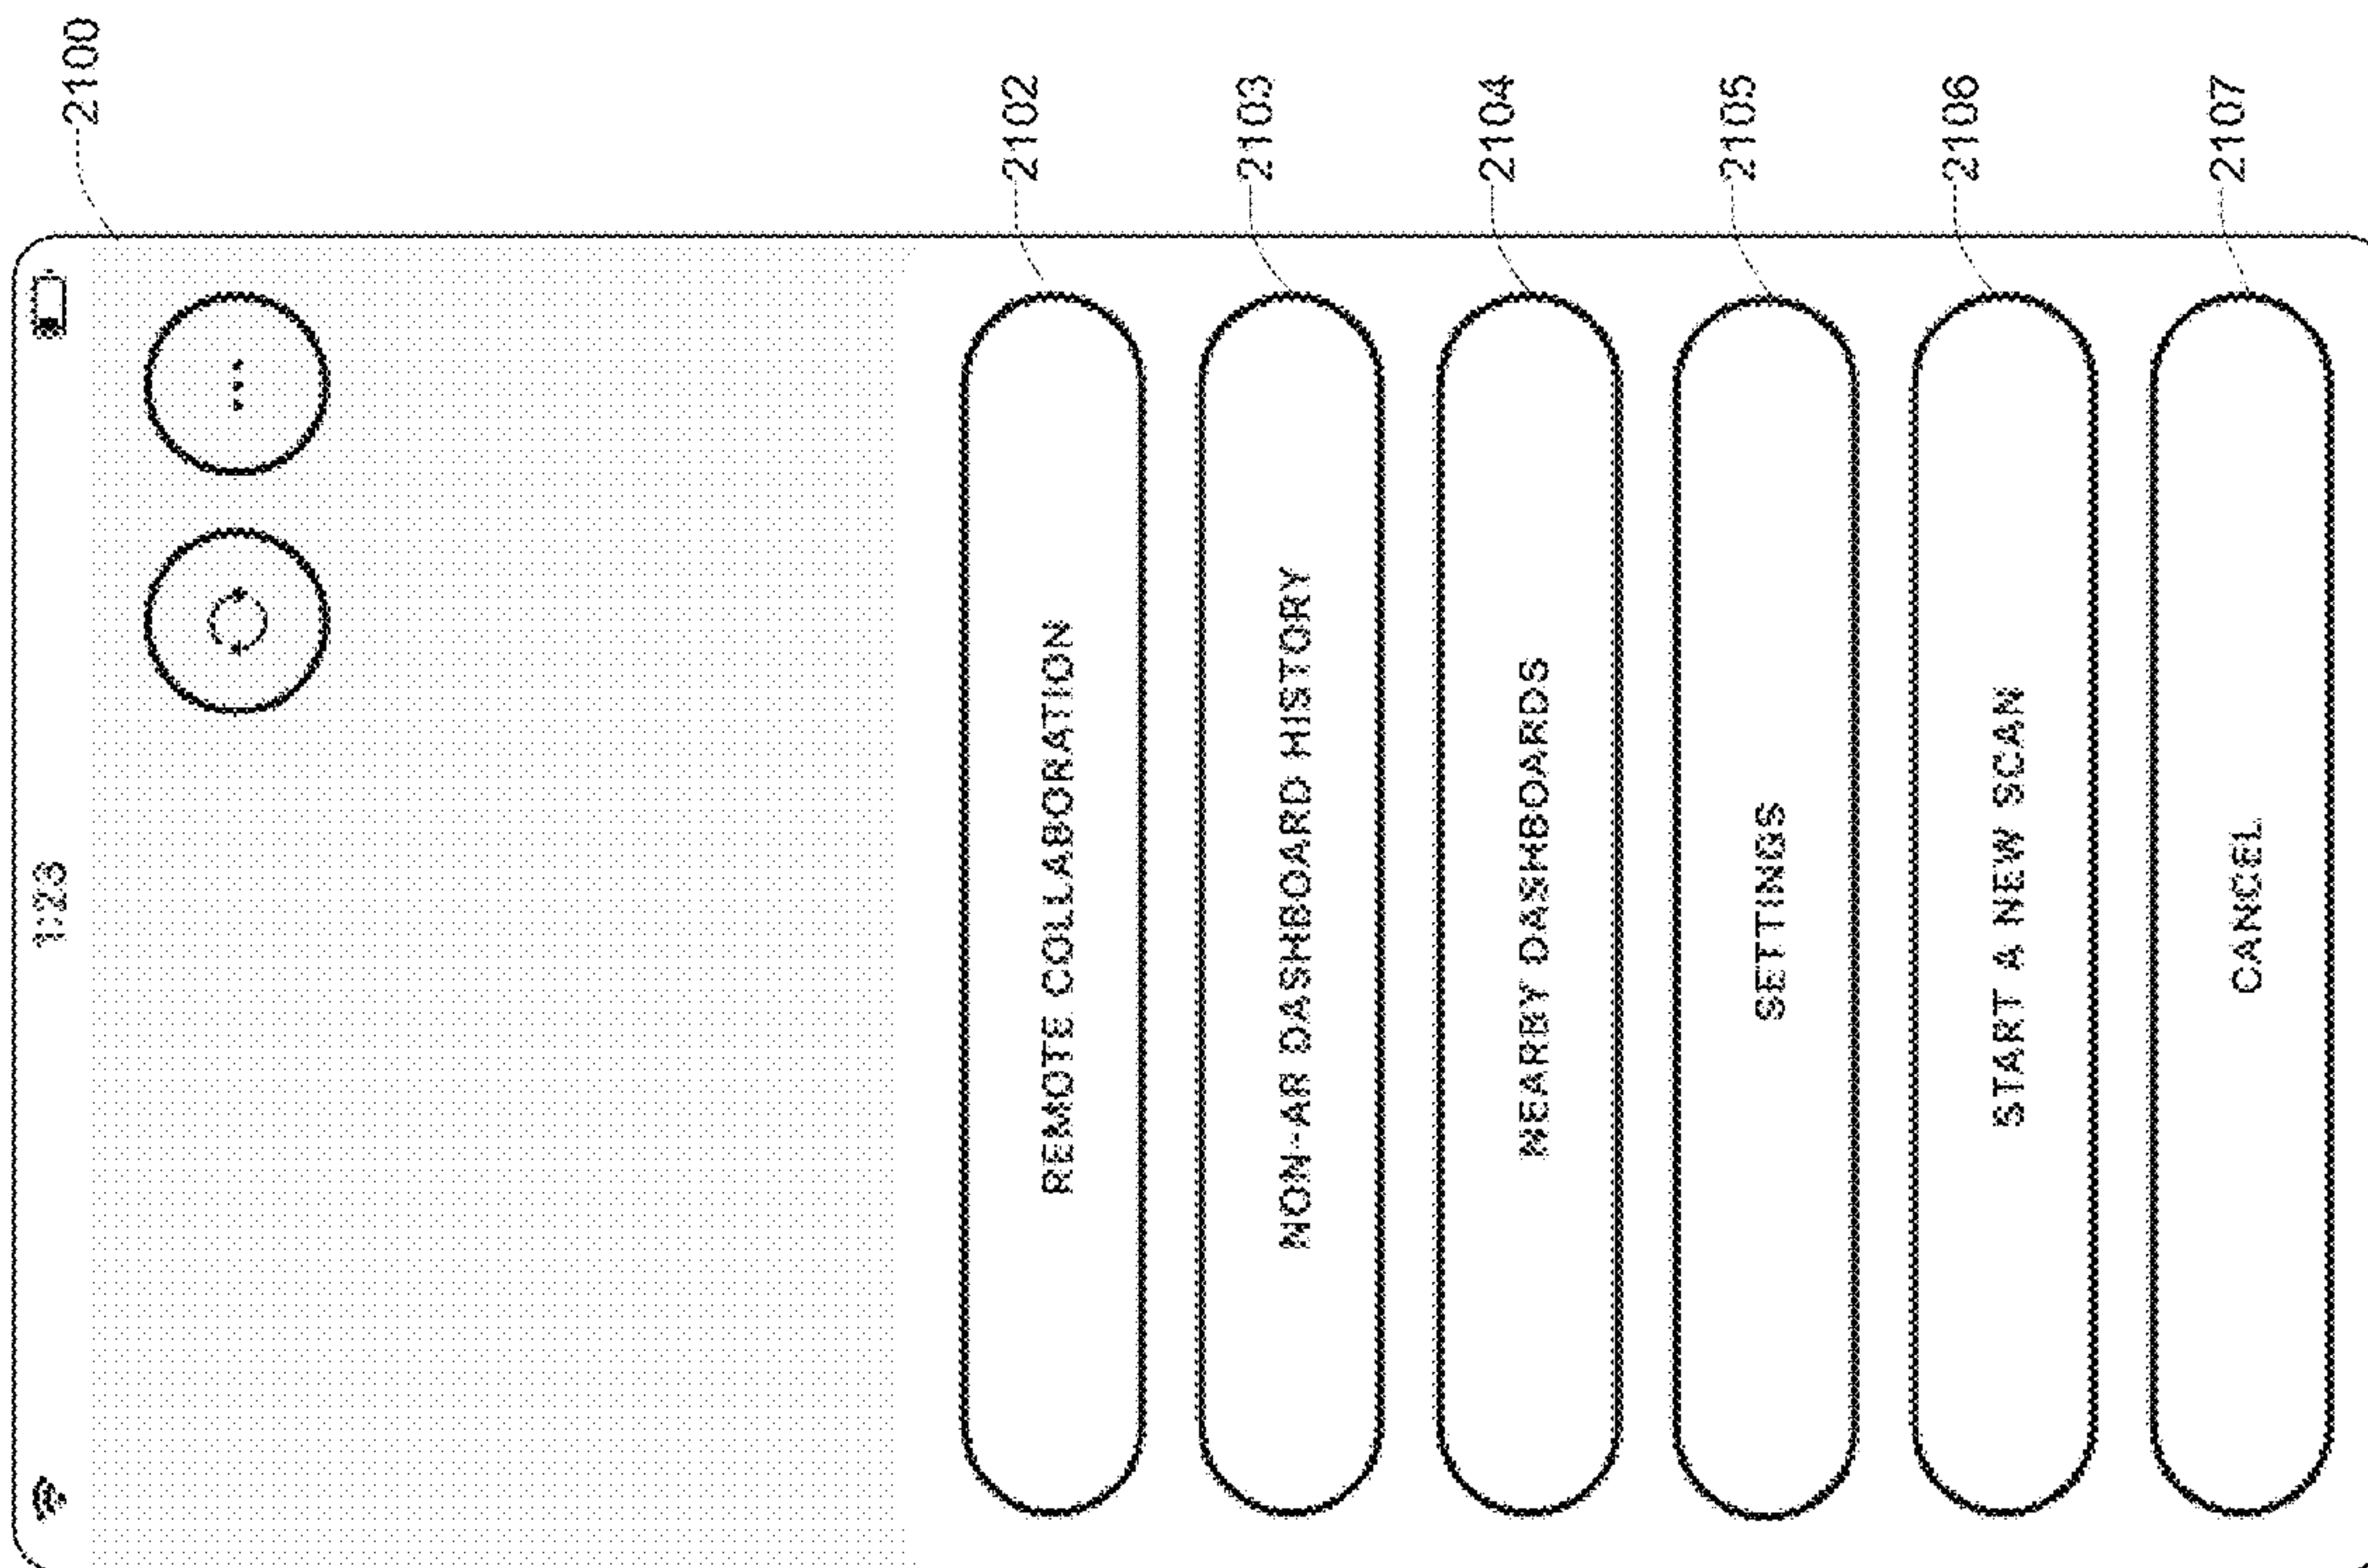 1:23
2100
REMOTE COLLABORATION
2102
NON-AR DASHBOARD HISTORY
2103
NEARBY DASHBOARDS
2104
SETTINGS
2105
START A NEW SCAN
2106
CANCEL
2107